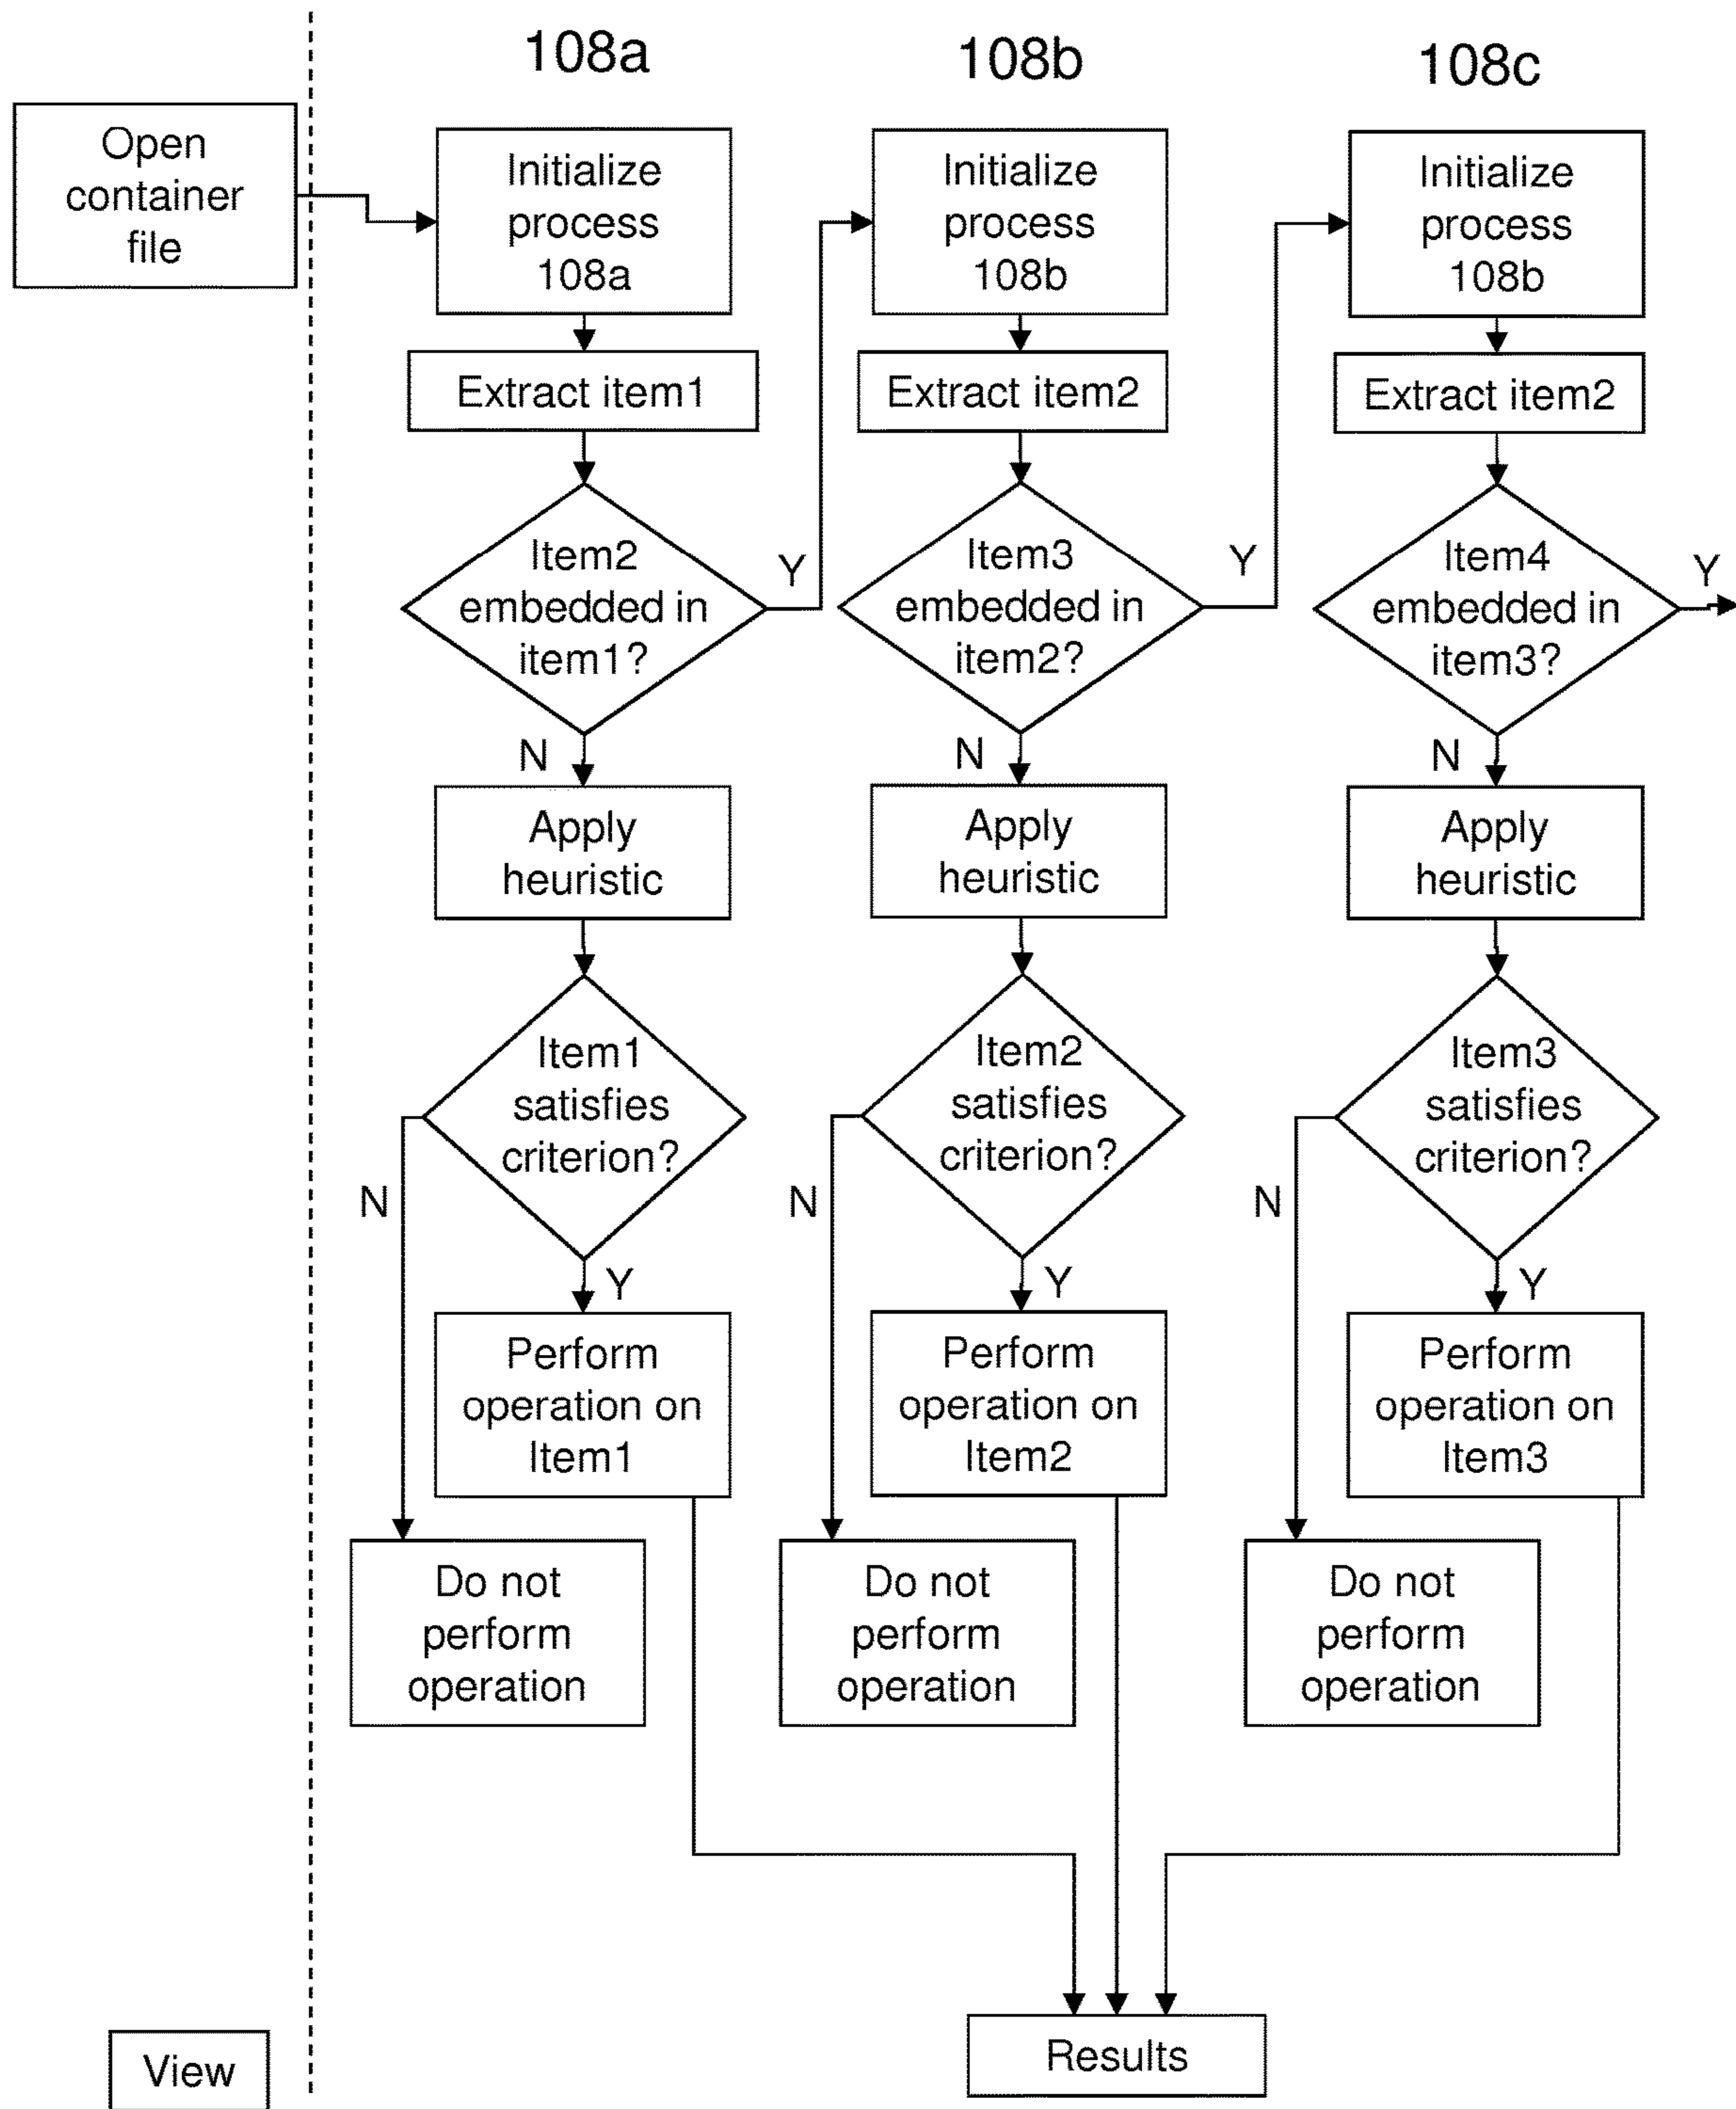 108a
108b
108c
Open
container
file
Initialize
process
108a
Extract item1
Item2
embedded in
item1?
Y
N
Apply
heuristic
Item1
satisfies
criterion?
N
Y
Perform
operation on
Item1
Do not
perform
operation
Initialize
process
108b
Extract item2
Item3
embedded in
item2?
Y
N
Apply
heuristic
Item2
satisfies
criterion?
N
Y
Perform
operation on
Item2
Do not
perform
operation
Initialize
process
108b
Extract item2
Item4
embedded in
item3?
Y
N
Apply
heuristic
Item3
satisfies
criterion?
N
Y
Perform
operation on
Item3
Do not
perform
operation
Results
View